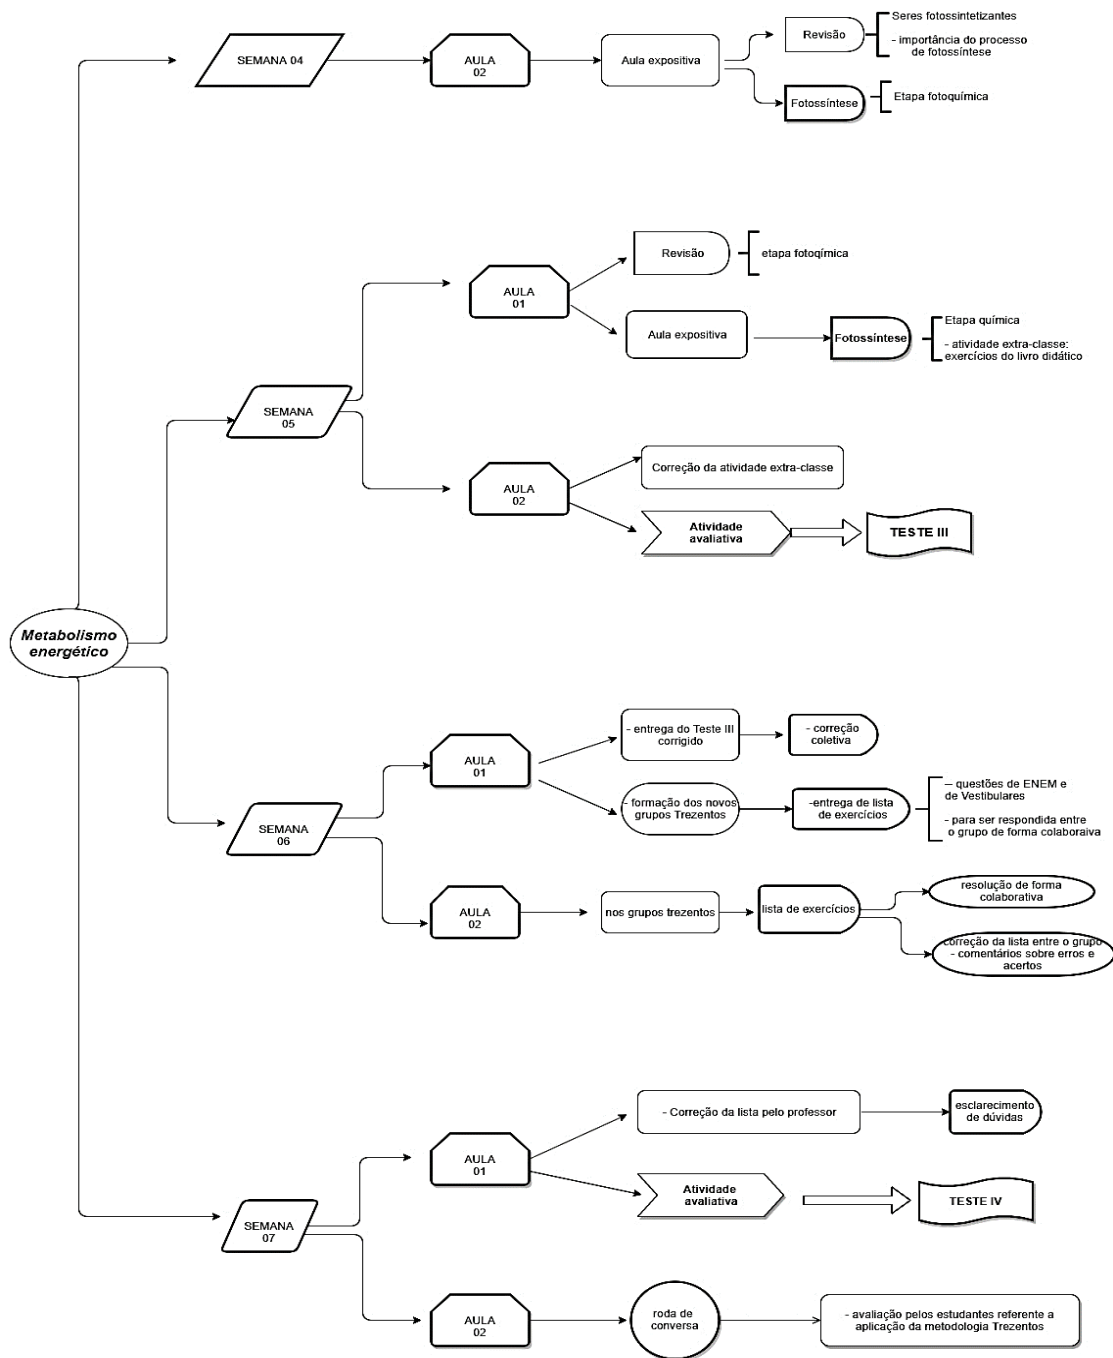 SEMANA 04
AULA
02
Aula expositiva
Revisão
Seres fotossintetizantes
- importância do processo
de fotossíntese
Fotossíntese
Etapa fotoquímica
SEMANA
05
AULA
01
Revisão
etapa fotoqímica
Aula expositiva
Fotossíntese
Etapa química
- atividade extra-classe:
exercícios do livro didático
AULA
02
Correção da atividade extra-classe
Atividade
avaliativa
TESTE III
Metabolismo
energético
SEMANA
06
AULA
01
- entrega do Teste III
corrigido
- correção
coletiva
- formação dos novos
grupos Trezentos
-entrega de lista
de exercícios
-- questões de ENEM e
de Vestibulares
- para ser respondida entre
o grupo de forma colaboraiva
AULA
02
nos grupos trezentos
lista de exercícios
resolução de forma
colaborativa
correção da lista entre o grupo
- comentários sobre erros e
acertos
SEMANA
07
AULA
01
- Correção da lista pelo professor
esclarecimento
de dúvidas
Atividade
avaliativa
TESTE IV
AULA
02
roda de
conversa
- avaliação pelos estudantes referente a
aplicação da metodologia Trezentos